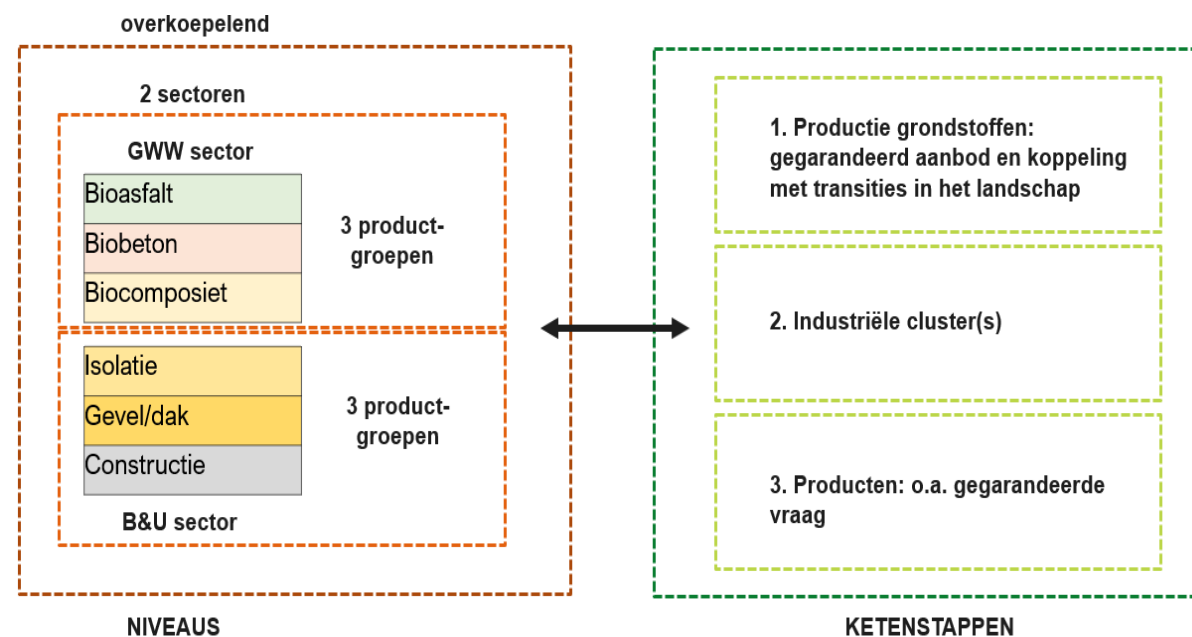 overkoepelend
2 sectoren
GWW sector
Bioasfalt
Biobeton
Biocomposiet
3 product-
groepen
Isolatie
Gevel/dak
Constructie
3 product-
groepen
B&U sector
NIVEAUS
1. Productie grondstoffen:
gegarandeerd aanbod en koppeling
met transities in het landschap
2. Industriële cluster(s)
3. Producten: o.a. gegarandeerde
vraag
KETENSTAPPEN